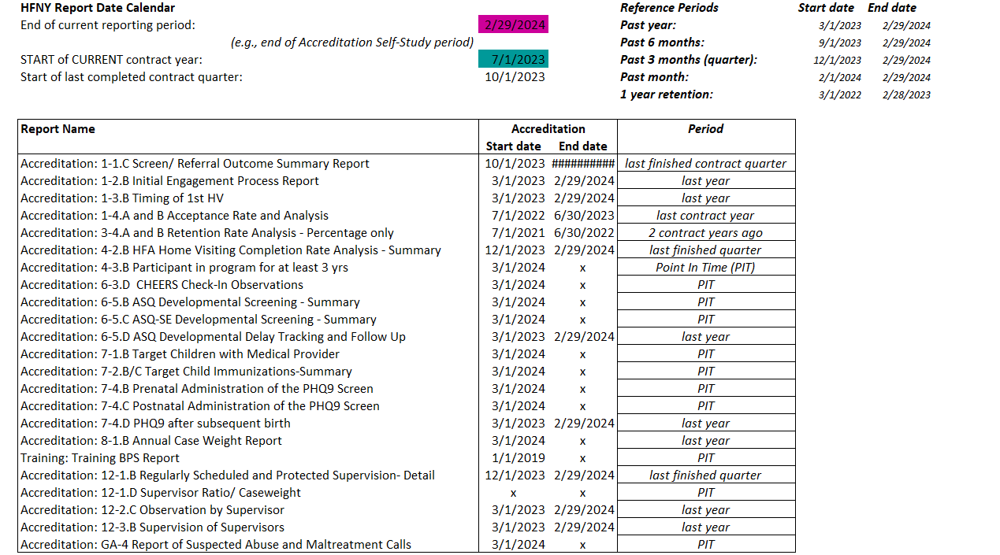 HFNY Report Date Calendar
End of current reporting period: 2/29/2024
(e.g., end of Accreditation Self-Study period)
START of CURRENT contract year: 7/1/2023
Start of last completed contract quarter: 10/1/2023
Reference Periods Start date End date
Past year: 3/1/2023 2/29/2024
Past 6 months: 9/1/2023 2/29/2024
Past 3 months (quarter): 12/1/2023 2/29/2024
Past month: 2/1/2024 2/29/2024
1 year retention: 3/1/2022 2/28/2023
Report Name Accreditation Period
Start date End date
Accreditation: 1-1.C Screen/ Referral Outcome Summary Report 10/1/2023 ########## last finished contract quarter
Accreditation: 1-2.B Initial Engagement Process Report 3/1/2023 2/29/2024 last year
Accreditation: 1-3.B Timing of 1st HV 3/1/2023 2/29/2024 last year
Accreditation: 1-4.A and B Acceptance Rate and Analysis 7/1/2022 6/30/2023 last contract year
Accreditation: 3-4.A and B Retention Rate Analysis - Percentage only 7/1/2021 6/30/2022 2 contract years ago
Accreditation: 4-2.B HFA Home Visiting Completion Rate Analysis - Summary 12/1/2023 2/29/2024 last finished quarter
Accreditation: 4-3.B Participant in program for at least 3 yrs 3/1/2024 x Point In Time (PIT)
Accreditation: 6-3.D CHEERS Check-In Observations 3/1/2024 x PIT
Accreditation: 6-5.B ASQ Developmental Screening - Summary 3/1/2024 x PIT
Accreditation: 6-5.C ASQ-SE Developmental Screening - Summary 3/1/2024 x PIT
Accreditation: 6-5.D ASQ Developmental Delay Tracking and Follow Up 3/1/2023 2/29/2024 last year
Accreditation: 7-1.B Target Children with Medical Provider 3/1/2024 x PIT
Accreditation: 7-2.B/C Target Child Immunizations-Summary 3/1/2024 x PIT
Accreditation: 7-4.B Prenatal Administration of the PHQ9 Screen 3/1/2024 x PIT
Accreditation: 7-4.C Postnatal Administration of the PHQ9 Screen 3/1/2024 x PIT
Accreditation: 7-4.D PHQ9 after subsequent birth 3/1/2023 2/29/2024 last year
Accreditation: 8-1.B Annual Case Weight Report 3/1/2024 x last year
Training: Training BPS Report 1/1/2019 x PIT
Accreditation: 12-1.B Regularly Scheduled and Protected Supervision- Detail 12/1/2023 2/29/2024 last finished quarter
Accreditation: 12-1.D Supervisor Ratio/ Caseweight x x PIT
Accreditation: 12-2.C Observation by Supervisor 3/1/2023 2/29/2024 last year
Accreditation: 12-3.B Supervision of Supervisors 3/1/2023 2/29/2024 last year
Accreditation: GA-4 Report of Suspected Abuse and Maltreatment Calls 3/1/2024 x PIT